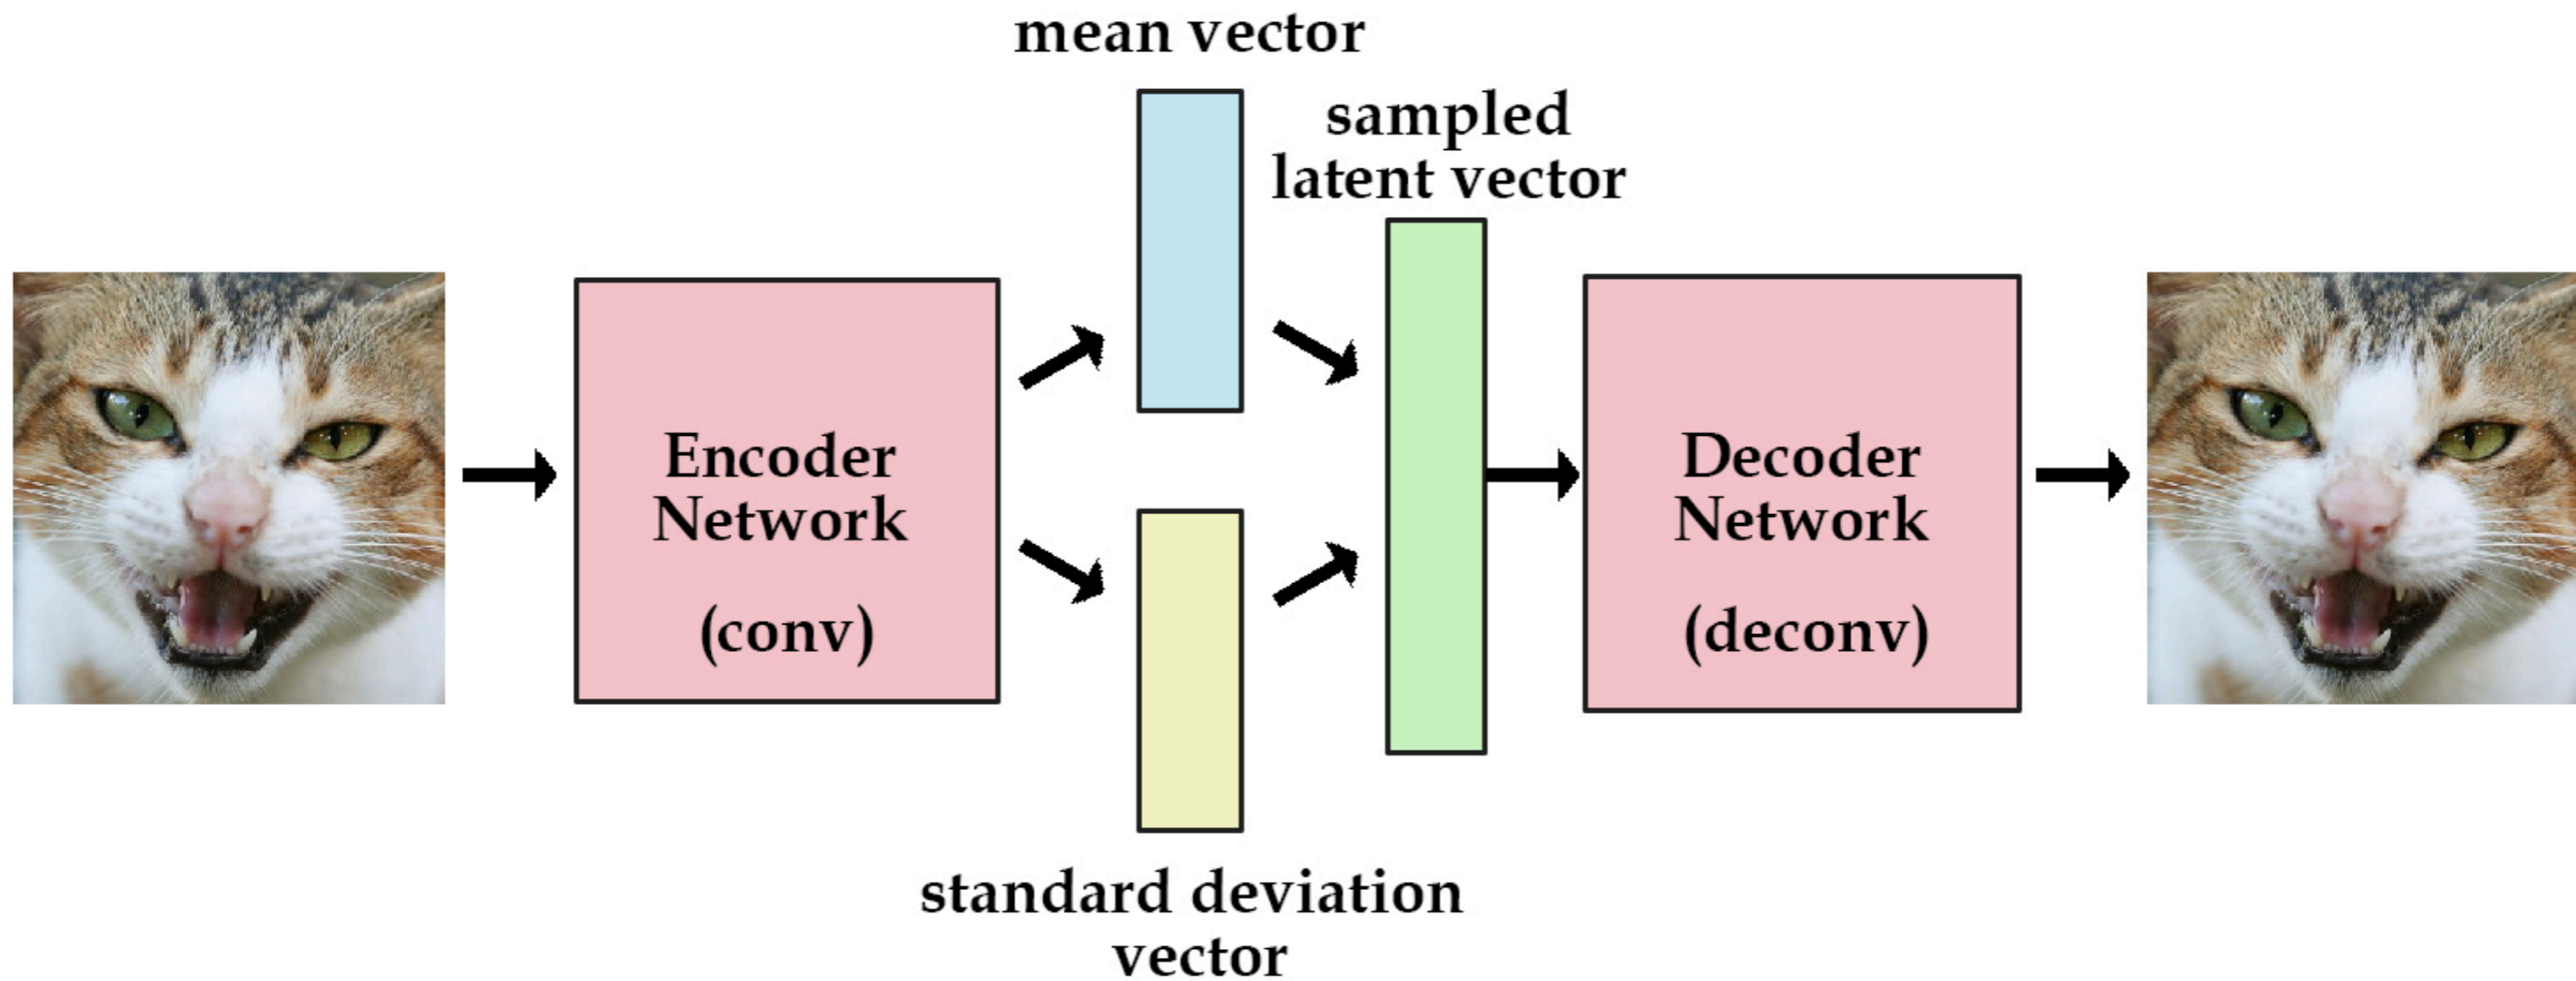 mean vector
sampled
latent vector
Encoder
Network
(conv)
Decoder
Network
(deconv)
standard deviation
vector